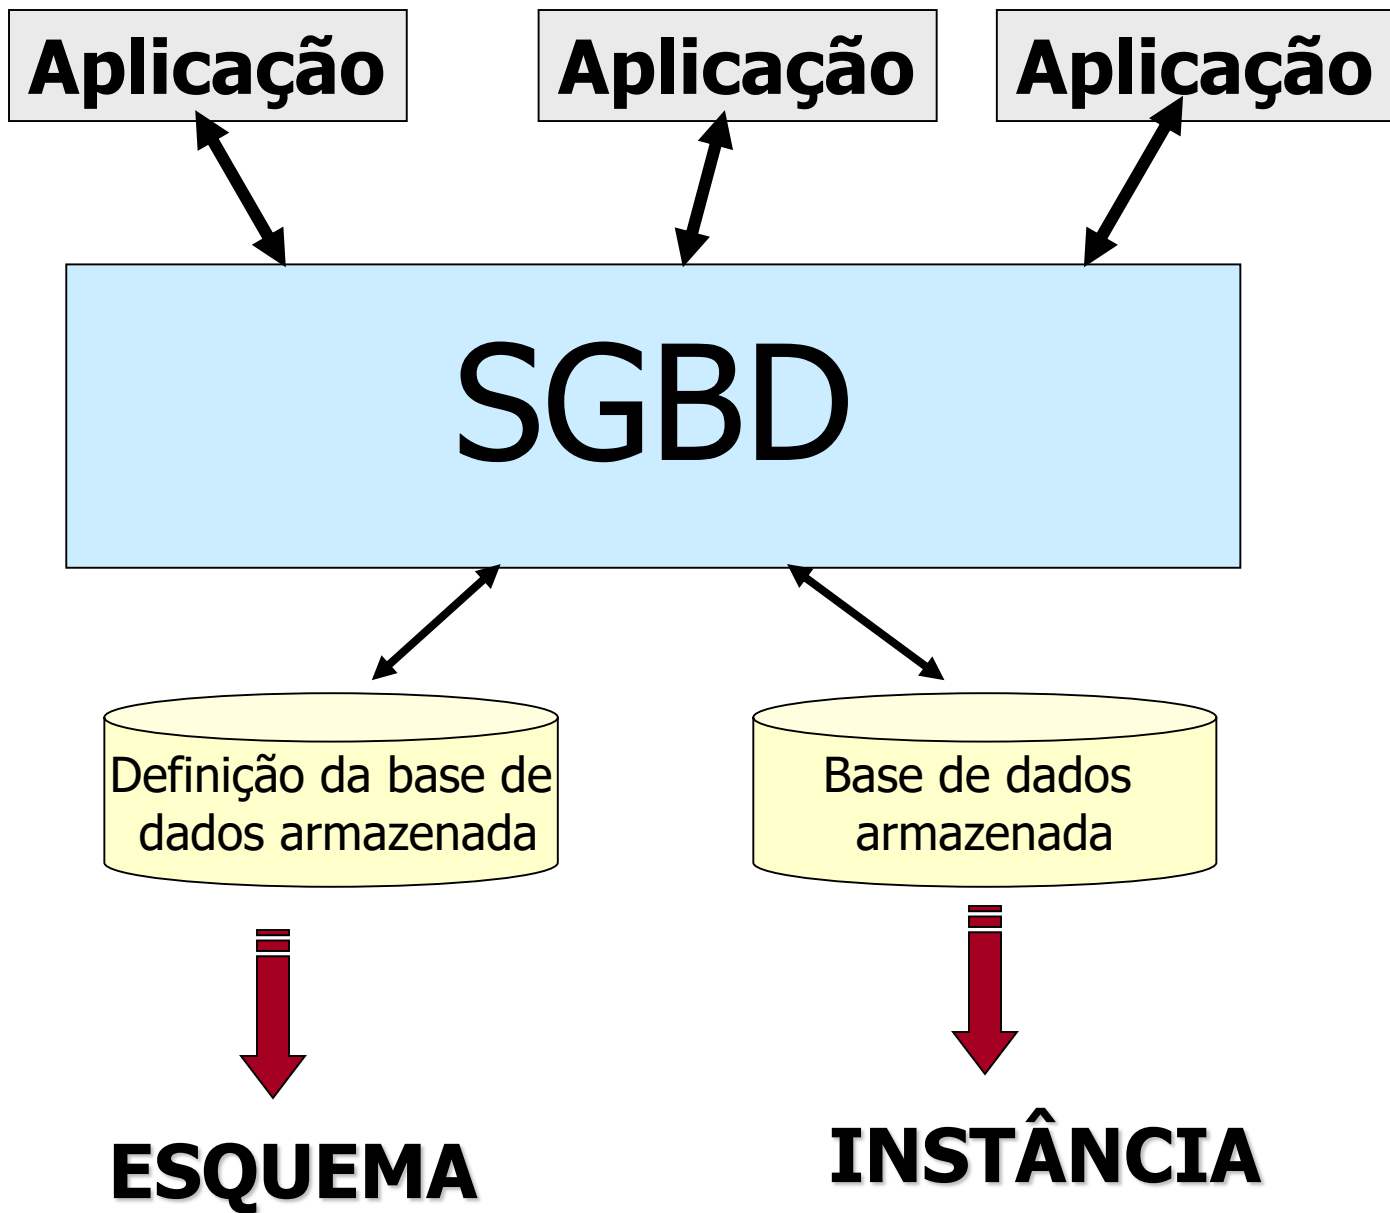 Aplicação
Aplicação
Aplicação
SGBD
Definição da base de
dados armazenada
Base de dados
armazenada
ESQUEMA
INSTÂNCIA